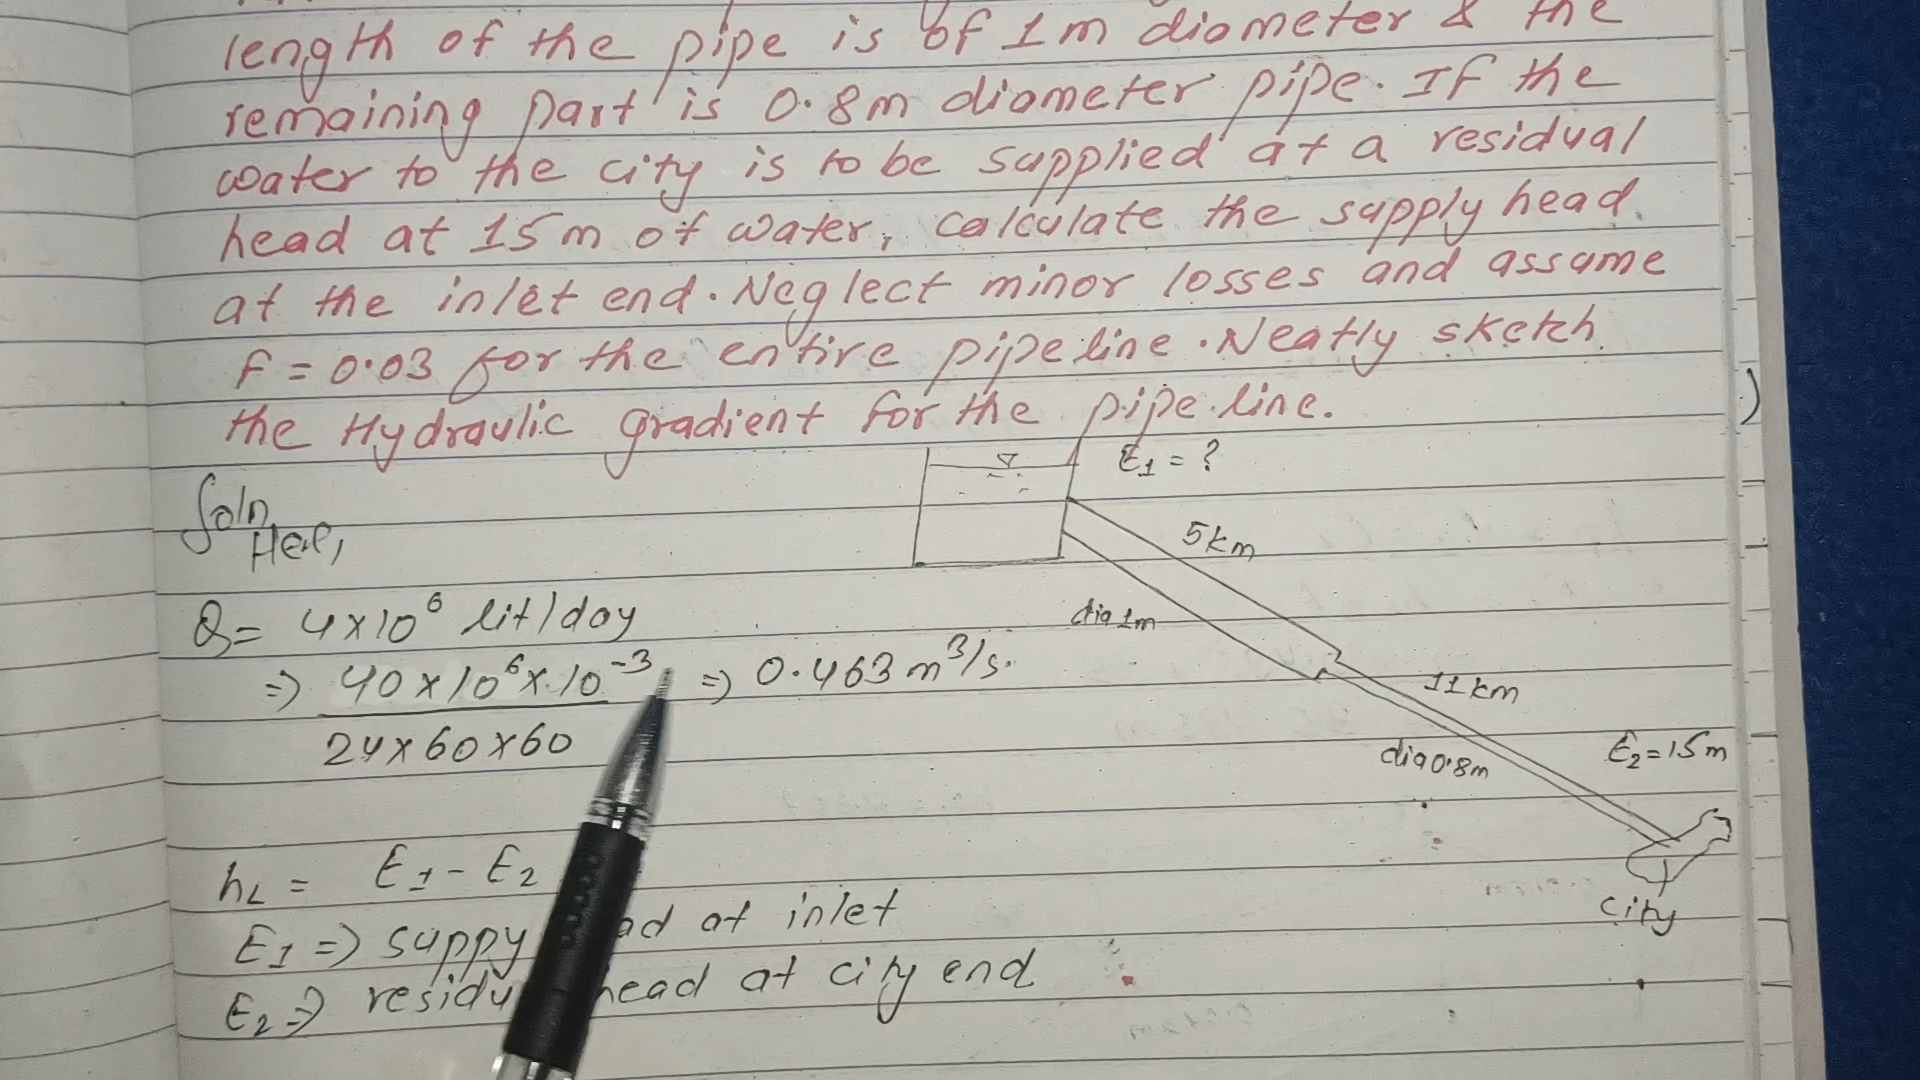 length of the pipe is of 1m diameter & the
remaining part is 0.8m diometer pipe. If the
water to the city is to be supplied at a residual
head at 15m of water, calculate the supply head
at the inlet end. Neglect minor losses and assume
f = 0.03 for the entire pipeline. Neatly sketch
the Hydraulic gradient for the pipe line.
E1 = ?
Soln
Here,
5km
Q = 4×10^6 lit/day
dia 1m
=> 40×10^6×10^-3 => 0.463 m^3/s.
24×60×60
11km
dia 0.8m
E2=15m
hL = E1 - E2
E1 => suppy ad at inlet
city
E2 => residu head at city end